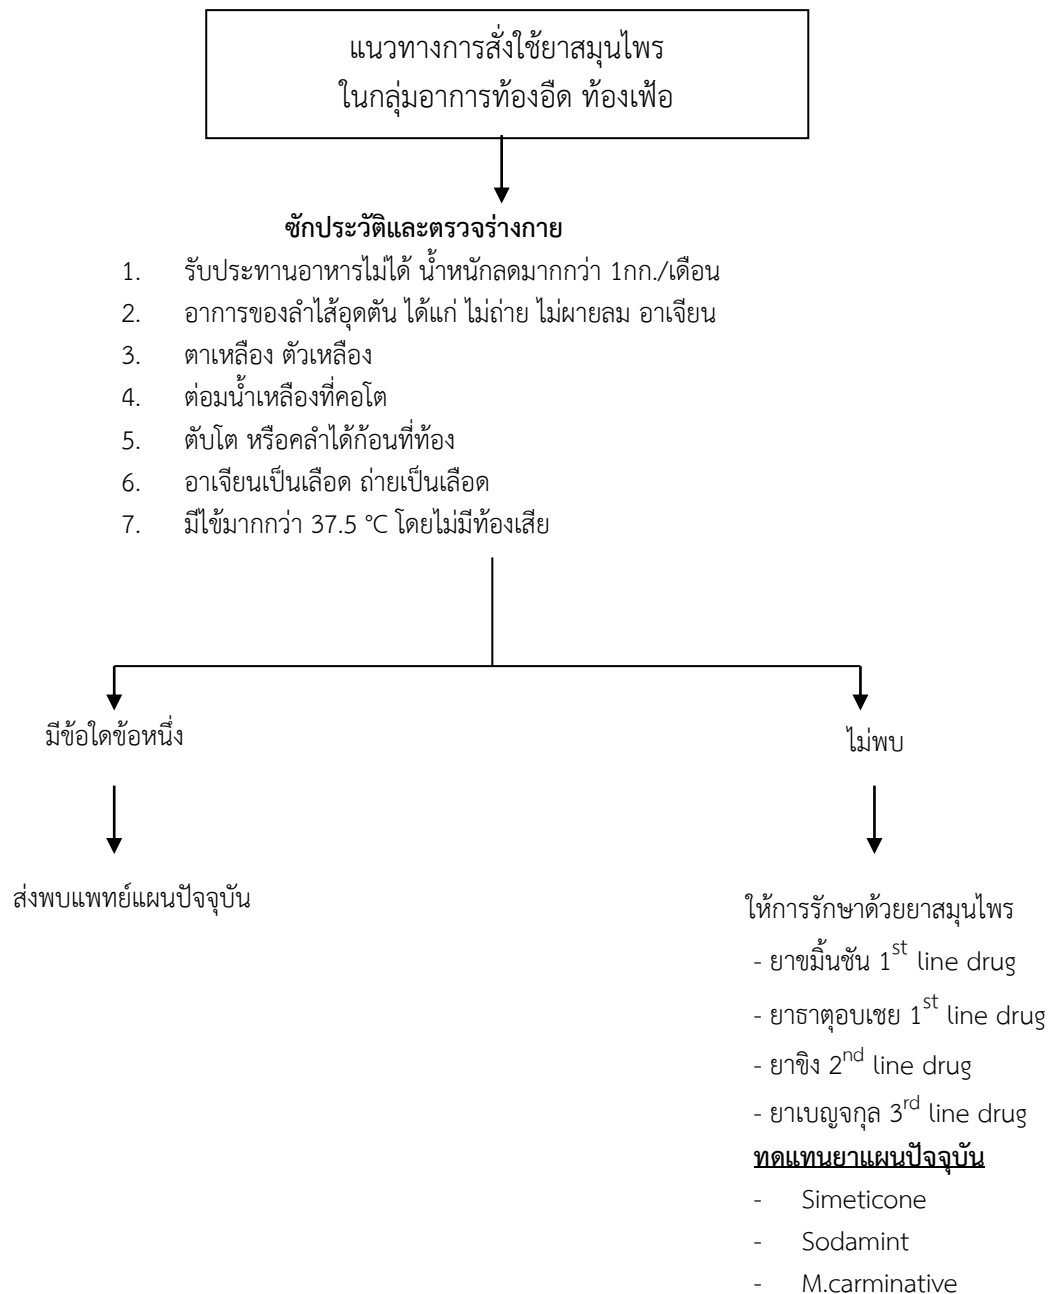 แนวทางการสั่งใช้ยาสมุนไพร
ในกลุ่มอาการท้องอืด ท้องเฟ้อ
ซักประวัติและตรวจร่างกาย
1. รับประทานอาหารไม่ได้ น้ำหนักลดมากกว่า 1กก./เดือน
2. อาการของลำไส้อุดตัน ได้แก่ ไม่ถ่าย ไม่ผายลม อาเจียน
3. ตาเหลือง ตัวเหลือง
4. ต่อมน้ำเหลืองที่คอโต
5. ตับโต หรือคลำได้ก้อนที่ท้อง
6. อาเจียนเป็นเลือด ถ่ายเป็นเลือด
7. มีไข้มากกว่า 37.5 °C โดยไม่มีท้องเสีย
มีข้อใดข้อหนึ่ง
ส่งพบแพทย์แผนปัจจุบัน
ไม่พบ
ให้การรักษาด้วยยาสมุนไพร
- ยาขมิ้นชัน 1st line drug
- ยาธาตุอบเชย 1st line drug
- ยาขิง 2nd line drug
- ยาเบญจกุล 3rd line drug
ทดแทนยาแผนปัจจุบัน
- Simeticone
- Sodamint
- M.carminative